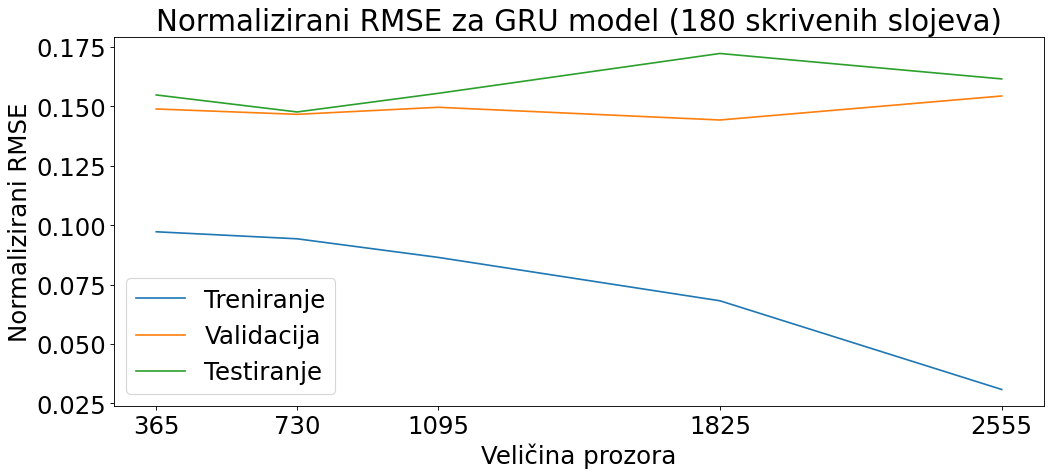 Normalizirani RMSE za GRU model (180 skrivenih slojeva)
Normalizirani RMSE
0.175
0.150
0.125
0.100
0.075
0.050
0.025
Treniranje
Validacija
Testiranje
365 730 1095 1825 2555
Veličina prozora